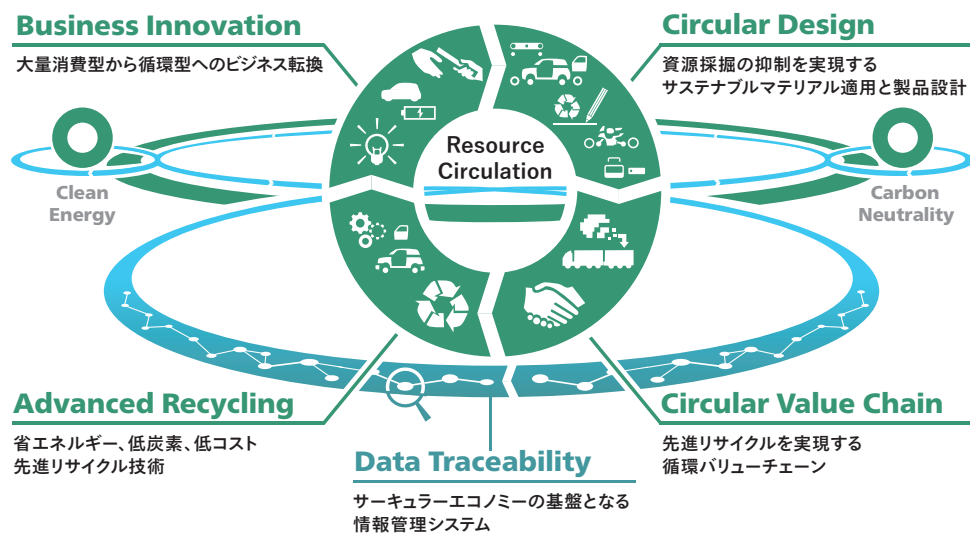 Business Innovation
大量消費型から循環型へのビジネス転換
Circular Design
資源採掘の抑制を実現する
サステナブルマテリアル適用と製品設計
Resource
Circulation
Clean
Energy
Carbon
Neutrality
Advanced Recycling
省エネルギー、低炭素、低コスト
先進リサイクル技術
Data Traceability
サーキュラーエコノミーの基盤となる
情報管理システム
Circular Value Chain
先進リサイクルを実現する
循環バリューチェーン